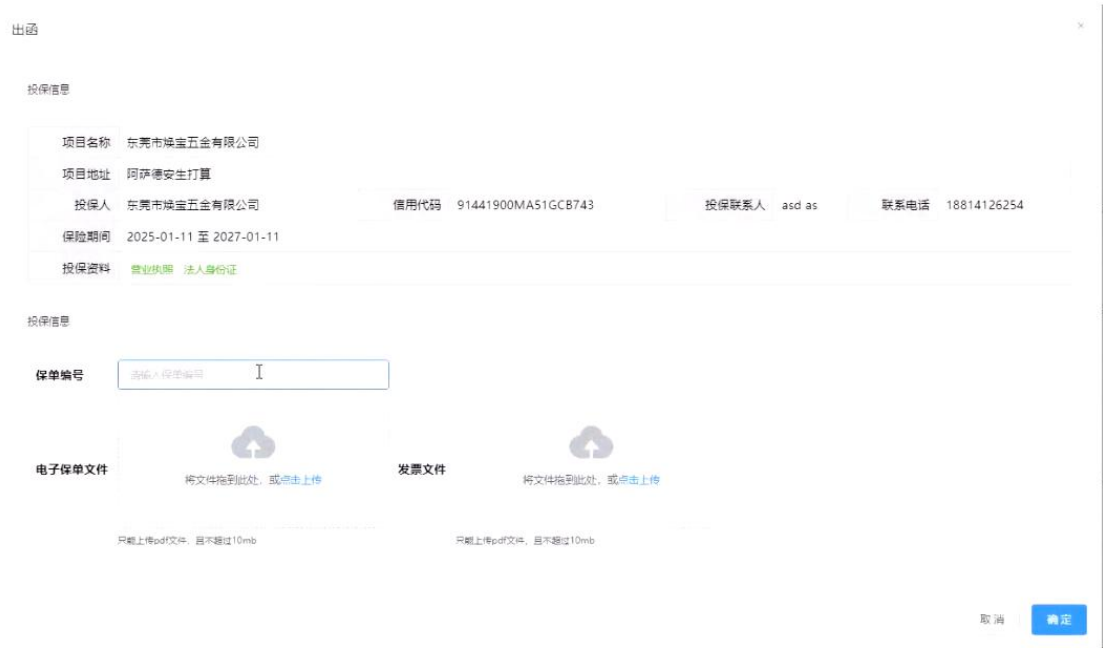 出函
×
投保信息
项目名称 东莞市焕宝五金有限公司
项目地址 阿萨德安生打算
投保人 东莞市焕宝五金有限公司 信用代码 91441900MA51GCB743 投保联系人 asd as 联系电话 18814126254
保险期间 2025-01-11 至 2027-01-11
投保资料 营业执照 法人身份证
投保信息
保单编号 请输入保单编号
电子保单文件 将文件拖到此处，或点击上传 发票文件 将文件拖到此处，或点击上传
只能上传pdf文件，且不超过10mb 只能上传pdf文件，且不超过10mb
取消 确定